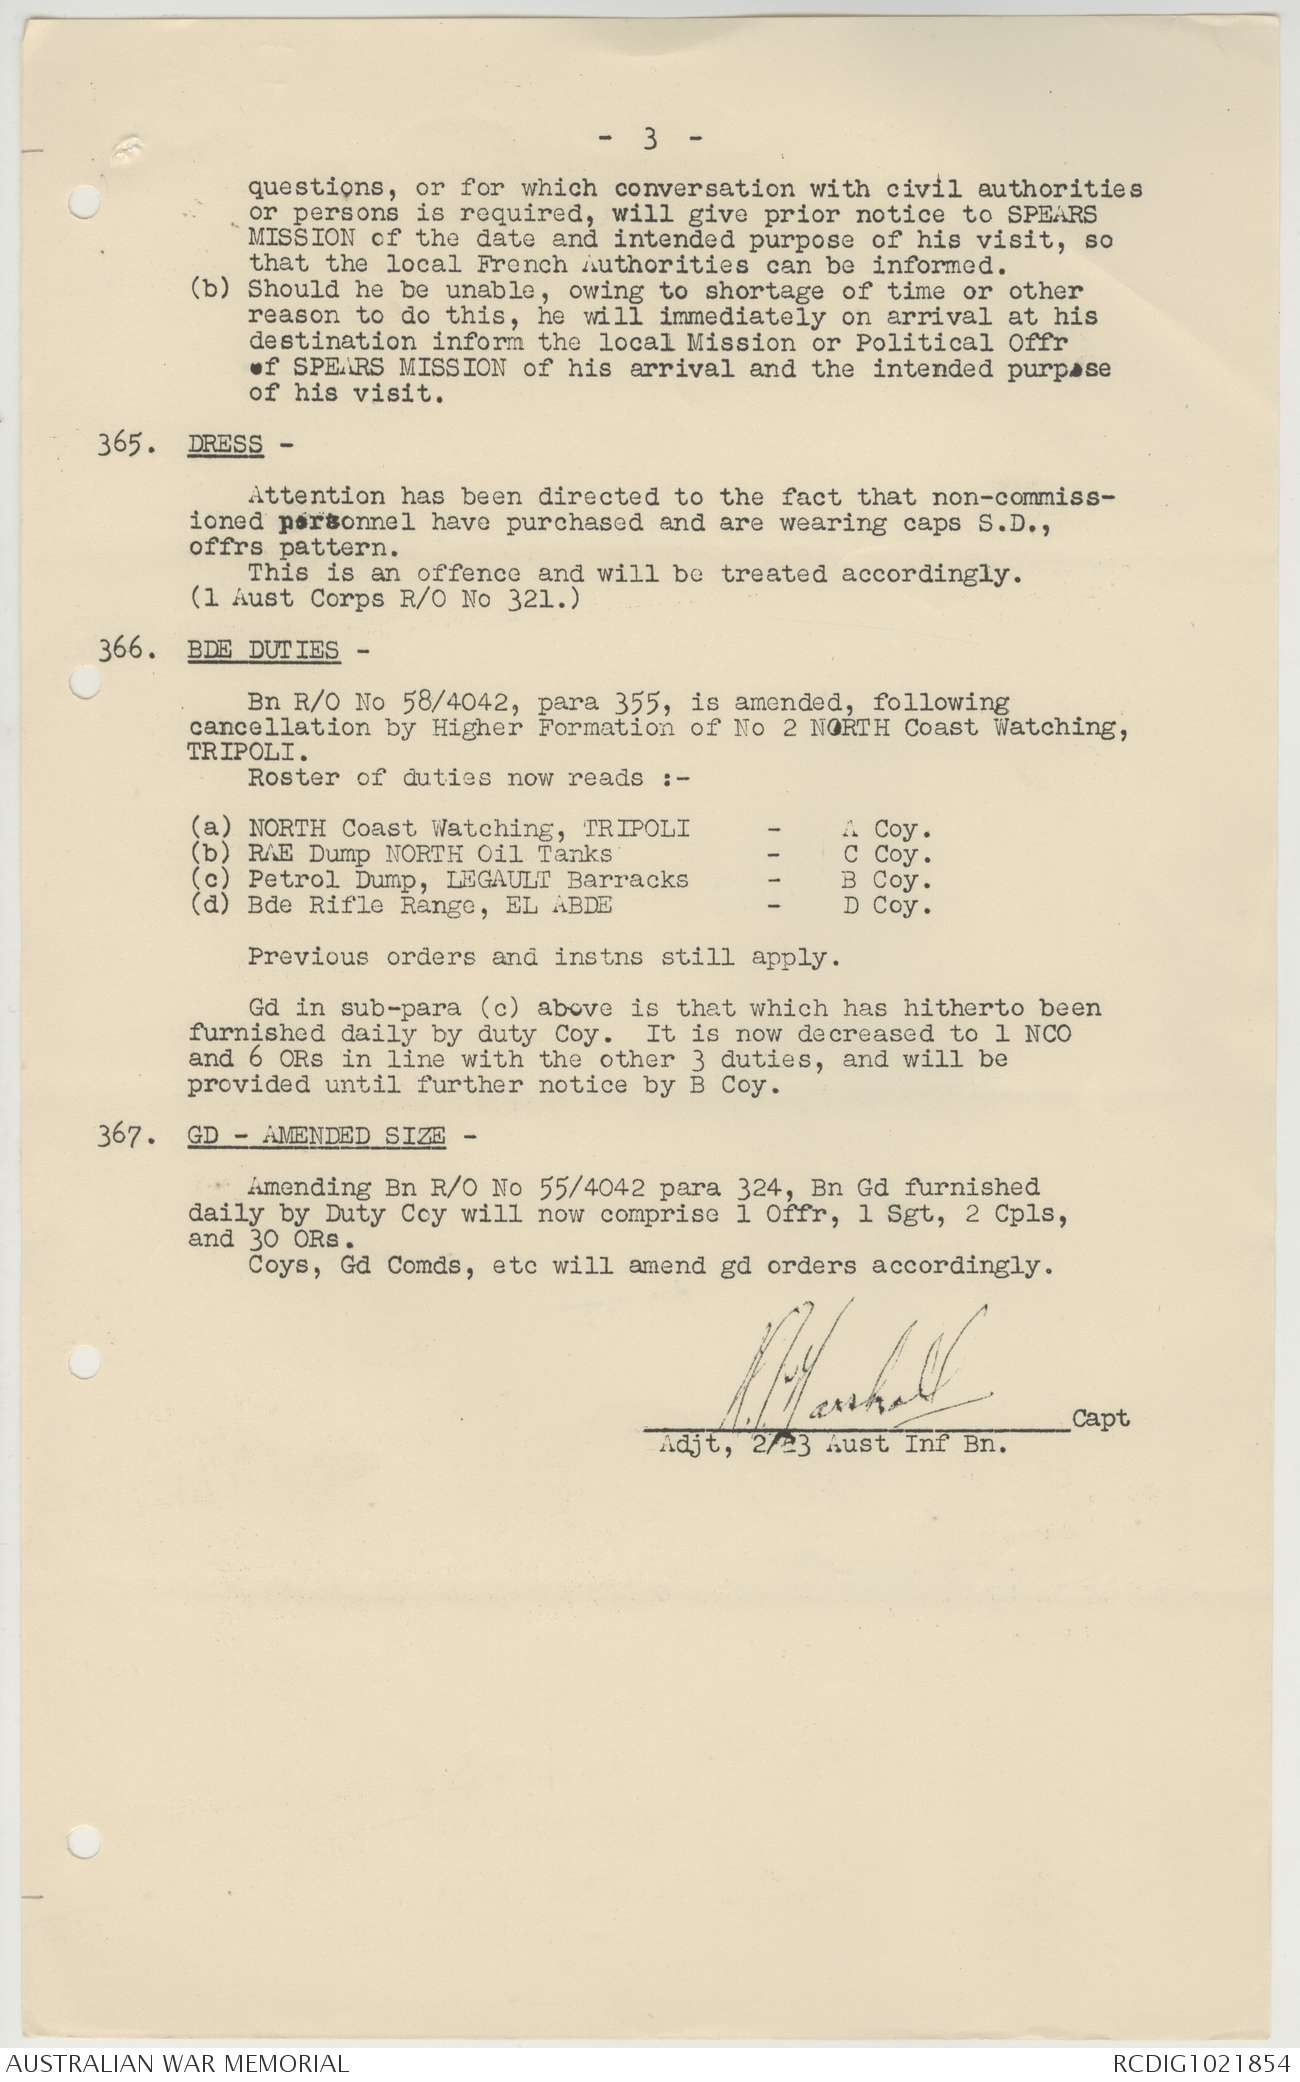 - 3 -
questions, or for which conversation with civil authorities
or persons is required, will give prior notice to SPEARS
MISSION of the date and intended purpose of his visit, so
that the local French Authorities can be informed.
(b) Should he be unable, owing to shortage of time or other
reason to do this, he will immediately on arrival at his
destination inform the local Mission or Political Offr
of SPEARS MISSION of his arrival and the intended purpose
of his visit.
365. DRESS -
Attention has been directed to the fact that non-commiss-
ioned personnel have purchased and are wearing caps S.D.,
offrs pattern.
This is an offence and will be treated accordingly.
(1 Aust Corps R/O No 321.)
366. BDE DUTIES -
Bn R/O No 58/4042, para 355, is amended, following
cancellation by Higher Formation of No 2 NORTH Coast Watching,
TRIPOLI.
Roster of duties now reads :-
(a) NORTH Coast Watching, TRIPOLI - A Coy.
(b) RAE Dump NORTH Oil Tanks - C Coy.
(c) Petrol Dump, LEGAULT Barracks - B Coy.
(d) Bde Rifle Range, EL ABDE - D Coy.
Previous orders and instns still apply.
Gd in sub-para (c) above is that which has hitherto been
furnished daily by duty Coy. It is now decreased to 1 NCO
and 6 ORs in line with the other 3 duties, and will be
provided until further notice by B Coy.
367. GD - AMENDED SIZE -
Amending Bn R/O No 55/4042 para 324, Bn Gd furnished
daily by Duty Coy will now comprise 1 Offr, 1 Sgt, 2 Cpls,
and 30 ORs.
Coys, Gd Comds, etc will amend gd orders accordingly.
Marshall
Capt
Adjt, 2/23 Aust Inf Bn.
AUSTRALIAN WAR MEMORIAL
RCDIG1021854